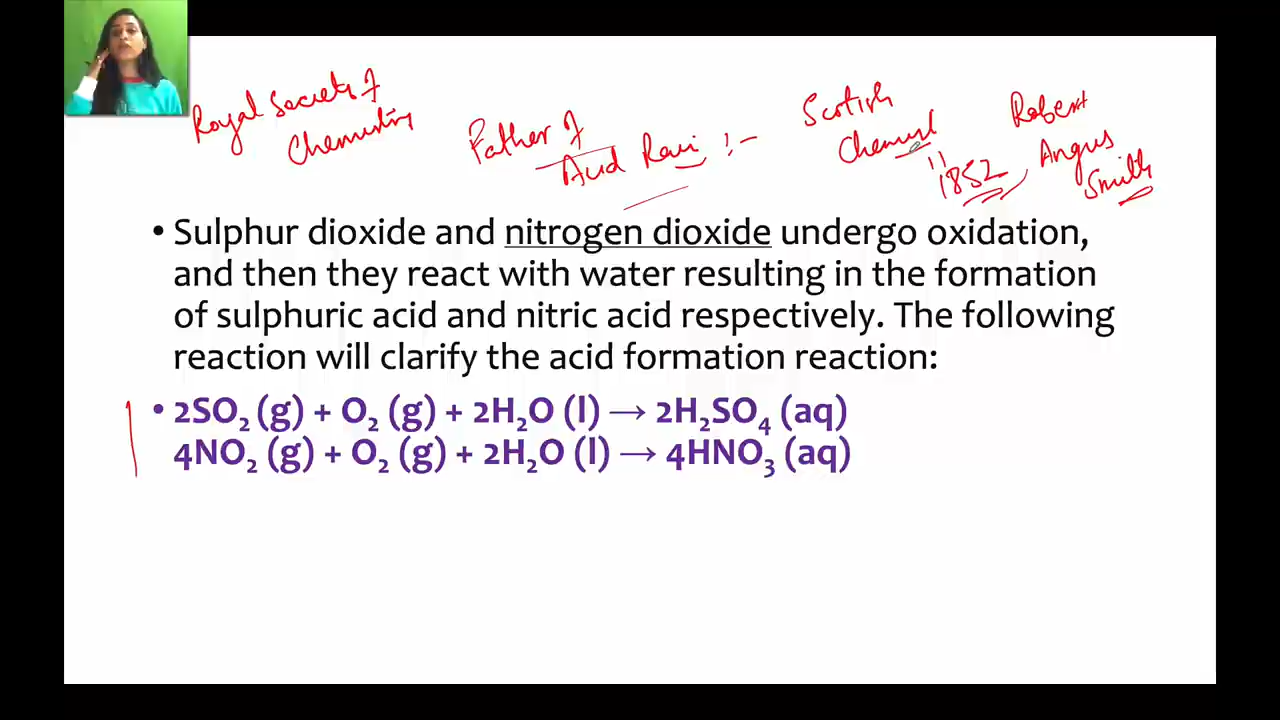 Royal Secrets of
Chemistry
Father of
Acid Rain :-
Scotish
Chemist
1852
Robert
Angus
Smith
• Sulphur dioxide and nitrogen dioxide undergo oxidation,
and then they react with water resulting in the formation
of sulphuric acid and nitric acid respectively. The following
reaction will clarify the acid formation reaction:
• 2SO₂ (g) + O₂ (g) + 2H₂O (l) → 2H₂SO₄ (aq)
4NO₂ (g) + O₂ (g) + 2H₂O (l) → 4HNO₃ (aq)